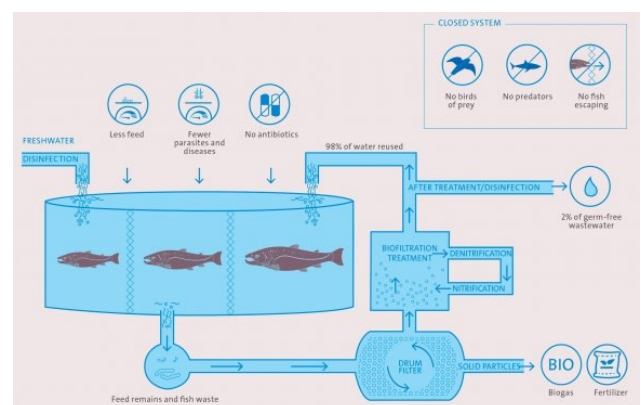 CLOSED SYSTEM
No birds
of prey
No predators
No fish
escaping
Less feed
Fewer
parasites and
diseases
No antibiotics
FRESHWATER
DISINFECTION
98% of water reused
AFTER TREATMENT/DISINFECTION
2% of germ-free
wastewater
BIOFILTRATION
TREATMENT
DENITRIFICATION
NITRIFICATION
DRUM
FILTER
SOLID PARTICLES
BIO
Biogas
Fertilizer
Feed remains and fish waste